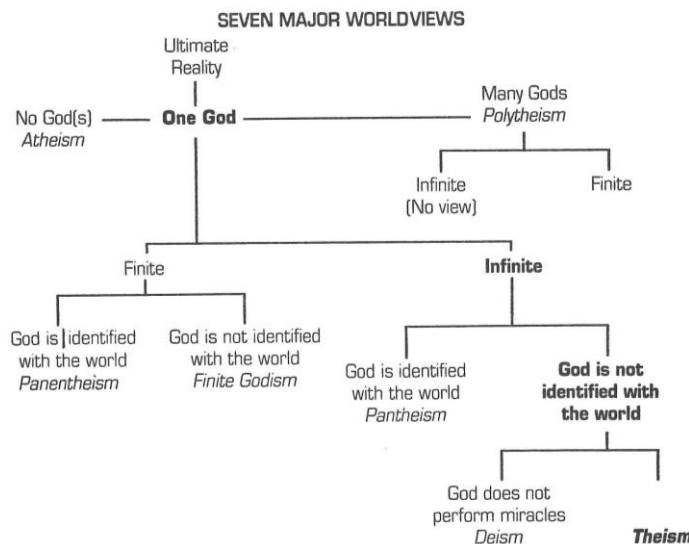 SEVEN MAJOR WORLDVIEWS
Ultimate
Reality
No God(s)
Atheism
One God
Many Gods
Polytheism
Infinite
(No view)
Finite
Finite
Infinite
God is identified
with the world
Panentheism
God is not identified
with the world
Finite Godism
God is identified
with the world
Pantheism
God is not
identified with
the world
God does not
perform miracles
Deism
Theism